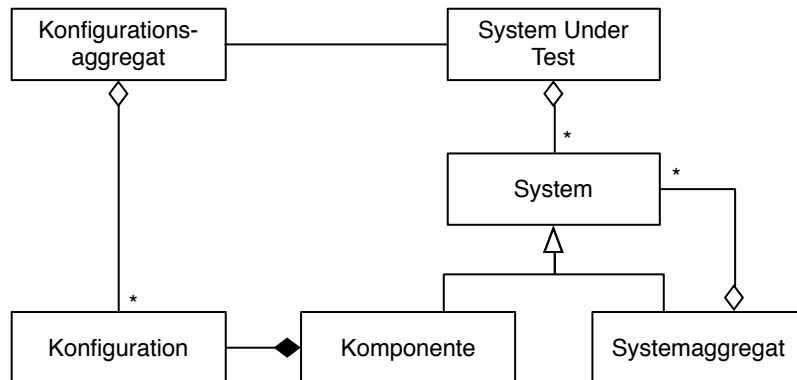 Konfigurations-
aggregat
System Under
Test
*
System
*
*
Konfiguration
Komponente
Systemaggregat